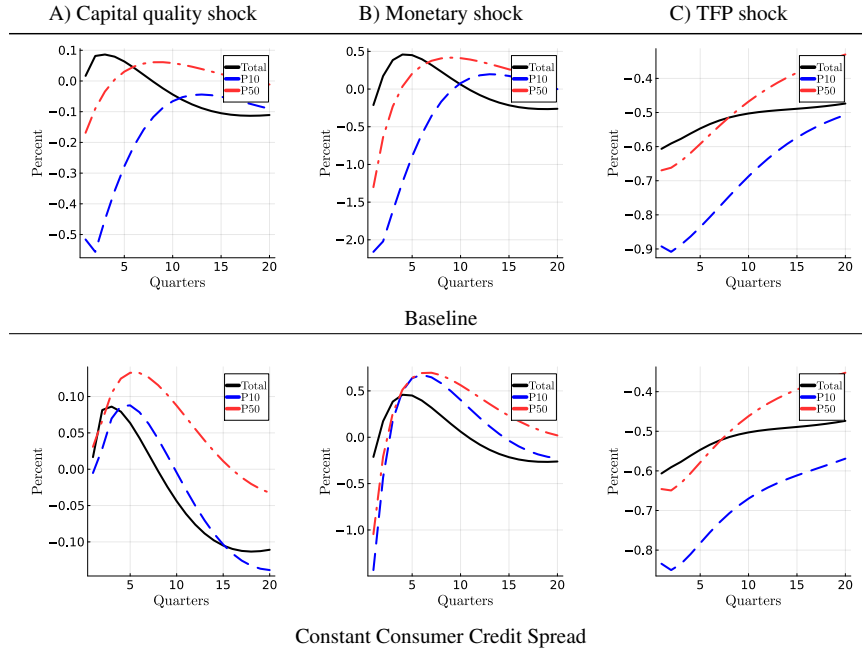 A) Capital quality shock B) Monetary shock C) TFP shock
0.1
0.0
−0.1
−0.2
−0.3
−0.4
−0.5
Percent
Total
P10
P50
5 10 15 20
Quarters
0.5
0.0
−0.5
−1.0
−1.5
−2.0
Percent
Total
P10
P50
5 10 15 20
Quarters
−0.4
−0.5
−0.6
−0.7
−0.8
−0.9
Percent
Total
P10
P50
5 10 15 20
Quarters
Baseline
0.10
0.05
0.00
−0.05
−0.10
Percent
Total
P10
P50
5 10 15 20
Quarters
0.5
0.0
−0.5
−1.0
Percent
Total
P10
P50
5 10 15 20
Quarters
−0.4
−0.5
−0.6
−0.7
−0.8
Percent
Total
P10
P50
5 10 15 20
Quarters
Constant Consumer Credit Spread